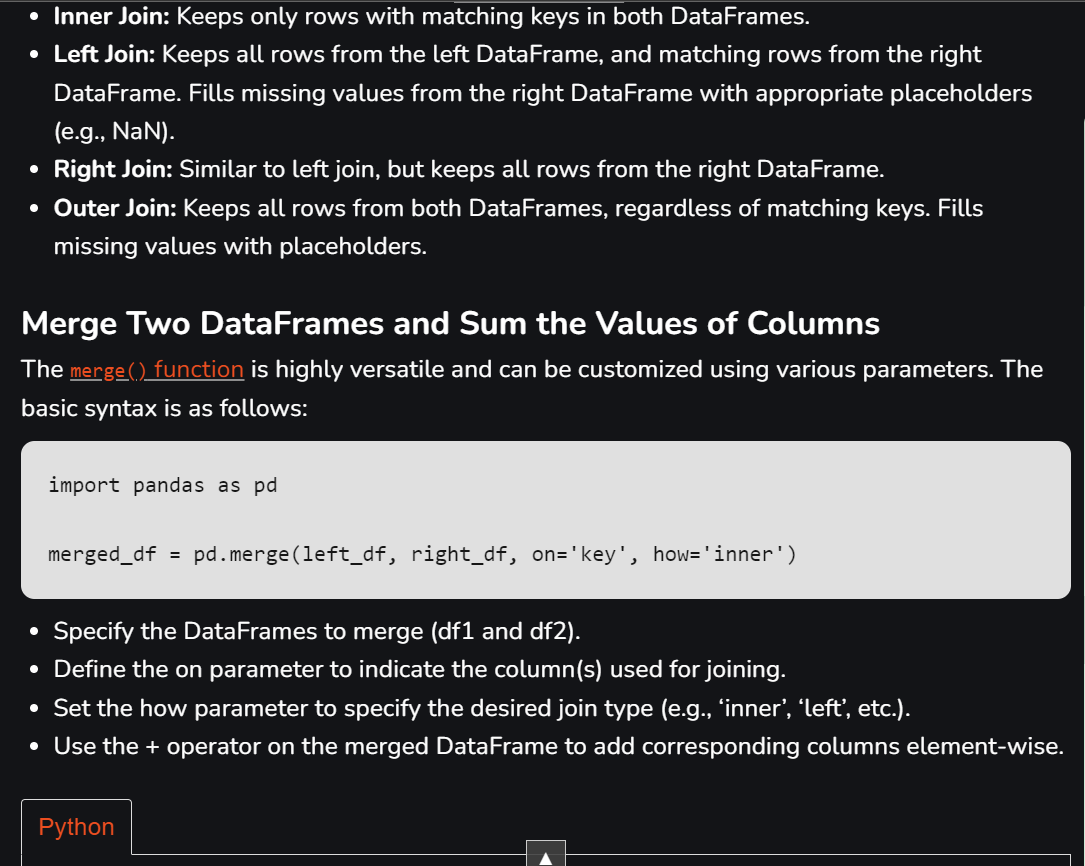 • Inner Join: Keeps only rows with matching keys in both DataFrames.
• Left Join: Keeps all rows from the left DataFrame, and matching rows from the right
DataFrame. Fills missing values from the right DataFrame with appropriate placeholders
(e.g., NaN).
• Right Join: Similar to left join, but keeps all rows from the right DataFrame.
• Outer Join: Keeps all rows from both DataFrames, regardless of matching keys. Fills
missing values with placeholders.
Merge Two DataFrames and Sum the Values of Columns
The merge() function is highly versatile and can be customized using various parameters. The
basic syntax is as follows:
import pandas as pd
merged_df = pd.merge(left_df, right_df, on='key', how='inner')
• Specify the DataFrames to merge (df1 and df2).
• Define the on parameter to indicate the column(s) used for joining.
• Set the how parameter to specify the desired join type (e.g., ‘inner’, ‘left’, etc.).
• Use the + operator on the merged DataFrame to add corresponding columns element-wise.
Python